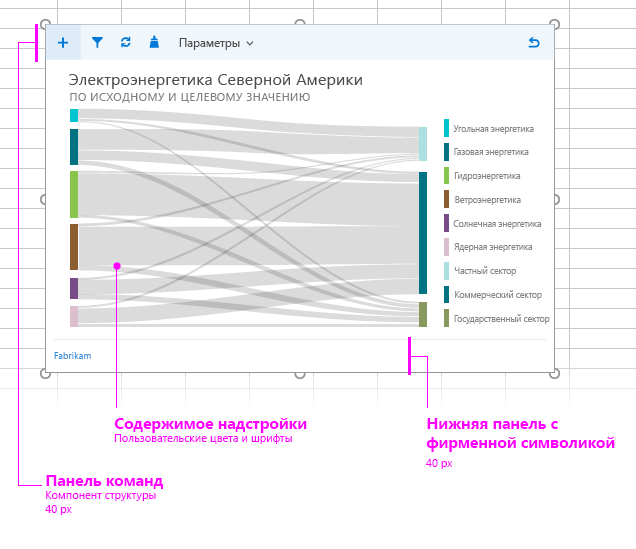 Параметры
Электроэнергетика Северной Америки
ПО ИСХОДНОМУ И ЦЕЛЕВОМУ ЗНАЧЕНИЮ
Угольная энергетика
Газовая энергетика
Гидроэнергетика
Ветроэнергетика
Солнечная энергетика
Ядерная энергетика
Частный сектор
Коммерческий сектор
Государственный сектор
Fabrikam
Содержимое надстройки
Пользовательские цвета и шрифты
Нижняя панель с
фирменной символикой
40 px
Панель команд
Компонент структуры
40 px